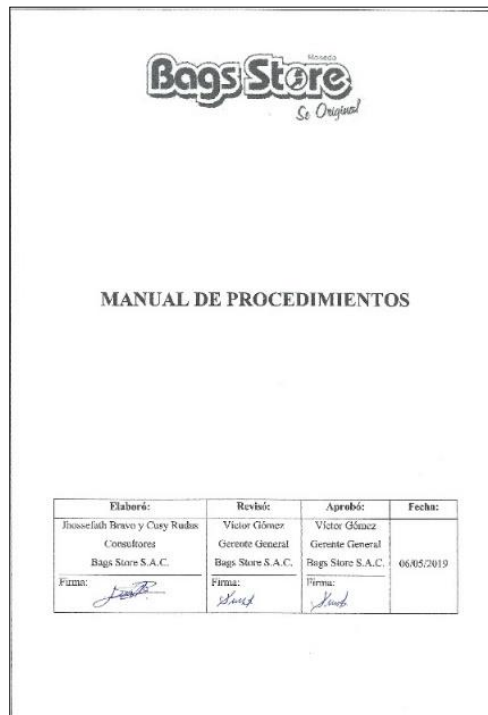 Bags Store
Se Original
MANUAL DE PROCEDIMIENTOS
Elaboró: Revisó: Aprobó: Fecha:
Jhossefath Bravo y Cusy Rudas Víctor Gómez Víctor Gómez
Consultores Gerente General Gerente General
Bags Store S.A.C. Bags Store S.A.C. Bags Store S.A.C. 06/05/2019
Firma: Firma: Firma: